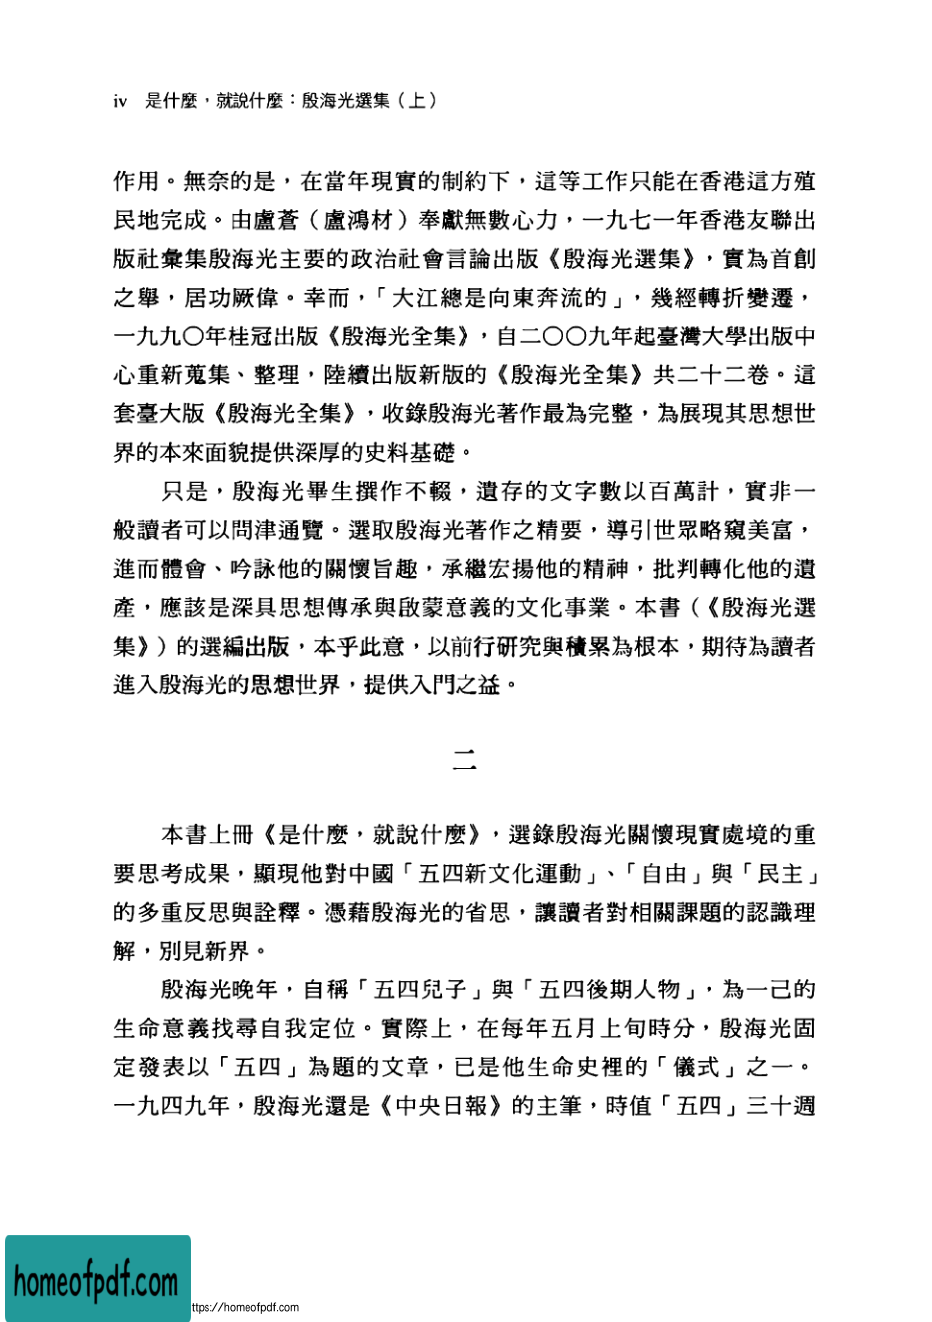 iv　是什麼，就說什麼：殷海光選集（上）
作用。無奈的是，在當年現實的制約下，這等工作只能在香港這方殖
民地完成。由盧蒼（盧鴻材）奉獻無數心力，一九七一年香港友聯出
版社彙集殷海光主要的政治社會言論出版《殷海光選集》，實為首創
之舉，居功厥偉。幸而，「大江總是向東奔流的」，幾經轉折變遷，
一九九〇年桂冠出版《殷海光全集》，自二〇〇九年起臺灣大學出版中
心重新蒐集、整理，陸續出版新版的《殷海光全集》共二十二卷。這
套臺大版《殷海光全集》，收錄殷海光著作最為完整，為展現其思想世
界的本來面貌提供深厚的史料基礎。
只是，殷海光畢生撰作不輟，遺存的文字數以百萬計，實非一
般讀者可以問津通覽。選取殷海光著作之精要，導引世眾略窺美富，
進而體會、吟詠他的關懷旨趣，承繼宏揚他的精神，批判轉化他的遺
產，應該是深具思想傳承與啟蒙意義的文化事業。本書（《殷海光選
集》）的選編出版，本乎此意，以前行研究與積累為根本，期待為讀者
進入殷海光的思想世界，提供入門之益。
二
本書上冊《是什麼，就說什麼》，選錄殷海光關懷現實處境的重
要思考成果，顯現他對中國「五四新文化運動」、「自由」與「民主」
的多重反思與詮釋。憑藉殷海光的省思，讓讀者對相關課題的認識理
解，別見新界。
殷海光晚年，自稱「五四兒子」與「五四後期人物」，為一己的
生命意義找尋自我定位。實際上，在每年五月上旬時分，殷海光固
定發表以「五四」為題的文章，已是他生命史裡的「儀式」之一。
一九四九年，殷海光還是《中央日報》的主筆，時值「五四」三十週
homeofpdf.com
ttps://homeofpdf.com